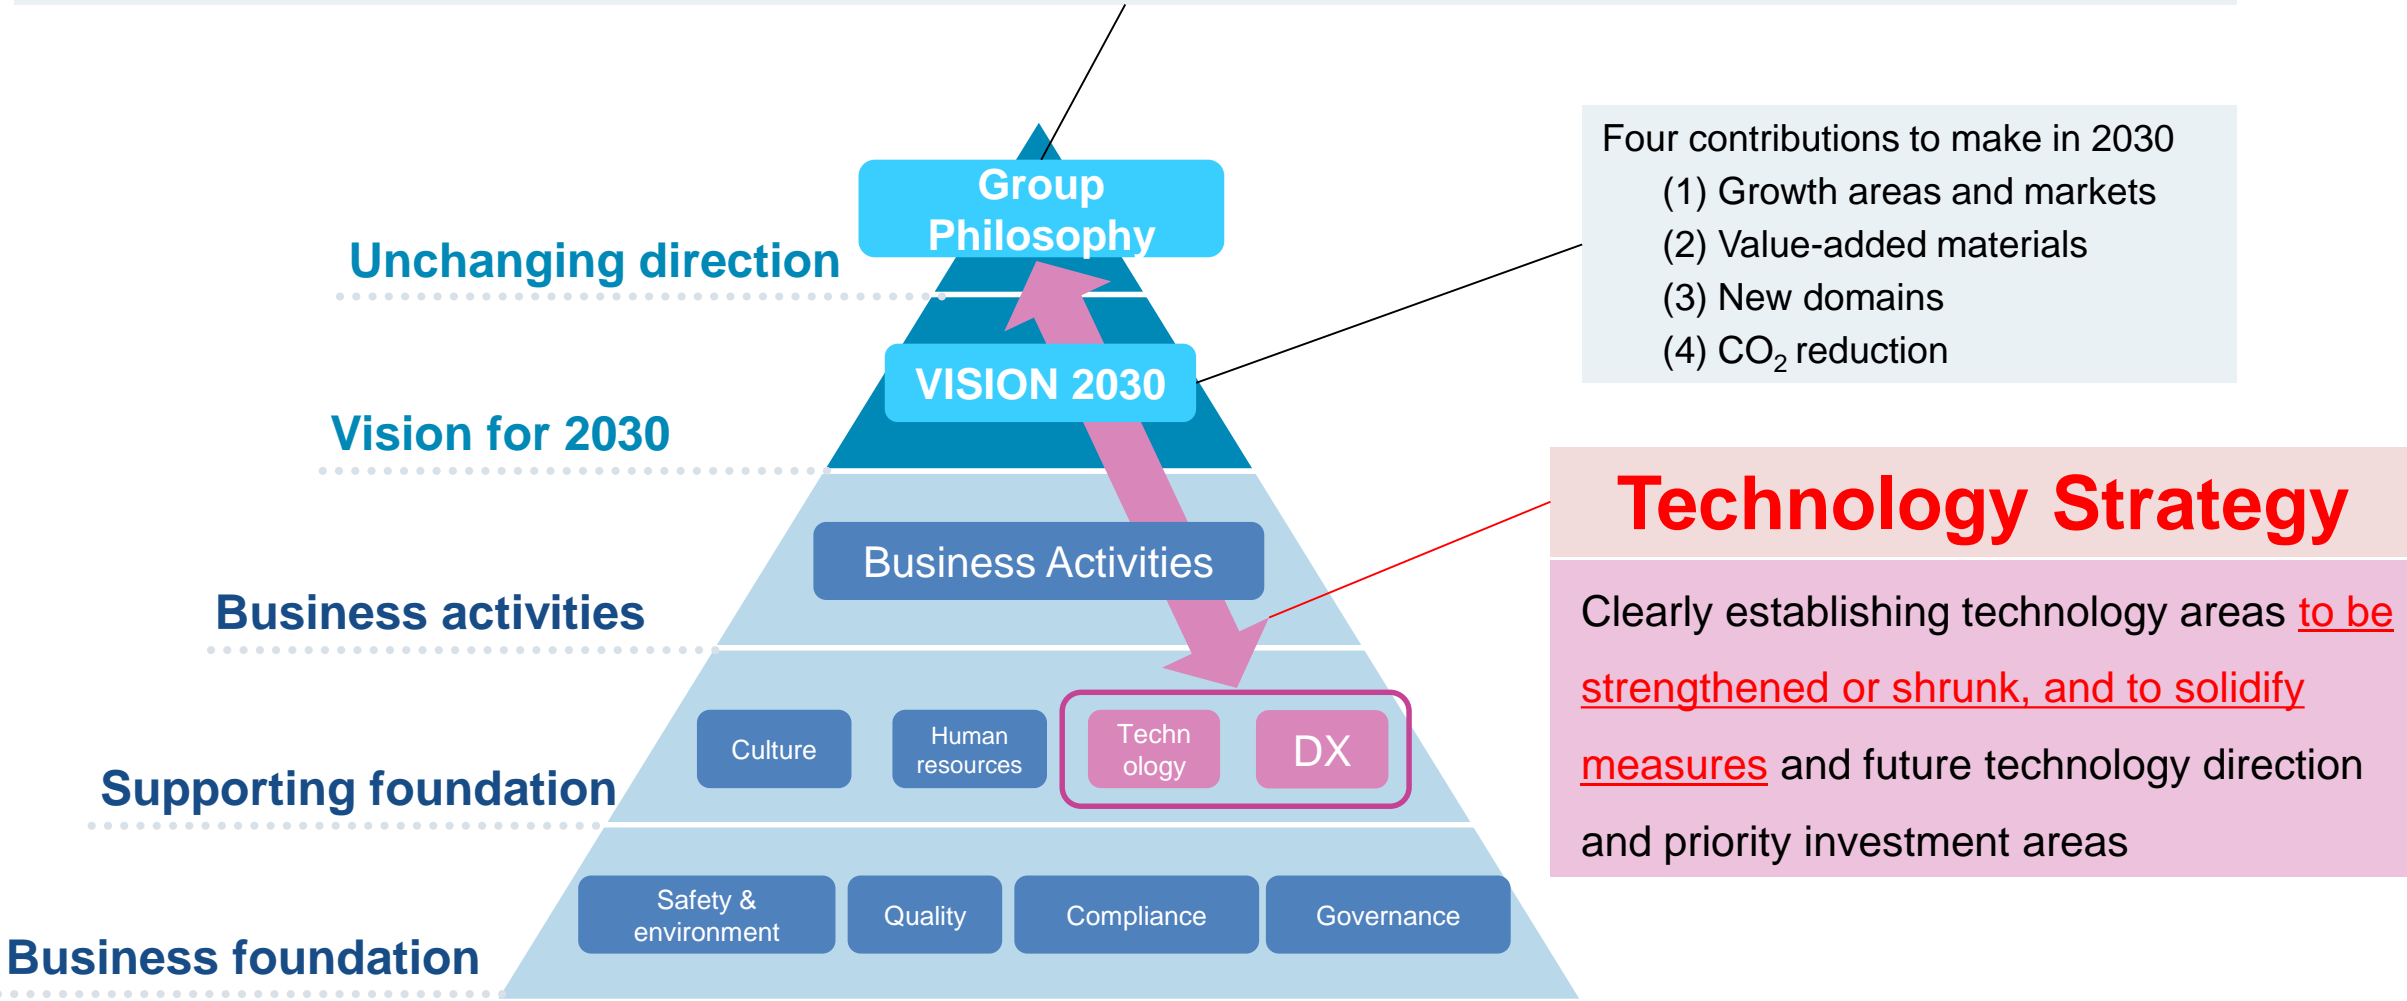 Group
Philosophy
Unchanging direction
Four contributions to make in 2030
(1) Growth areas and markets
(2) Value-added materials
(3) New domains
(4) CO₂ reduction
VISION 2030
Vision for 2030
Technology Strategy
Clearly establishing technology areas to be
strengthened or shrunk, and to solidify
measures and future technology direction
and priority investment areas
Business Activities
Business activities
Culture
Human
resources
Techn
ology
DX
Supporting foundation
Safety &
environment
Quality
Compliance
Governance
Business foundation